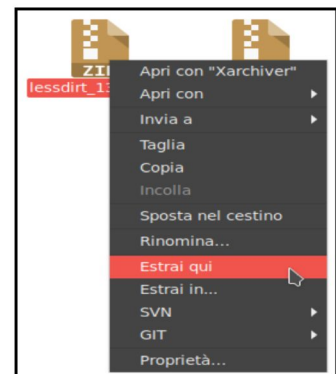 ZI
lessdirt_13
Apri con "Xarchiver"
Apri con
Invia a
Taglia
Copia
Incolla
Sposta nel cestino
Rinomina...
Estrai qui
Estrai in...
SVN
GIT
Proprietà...